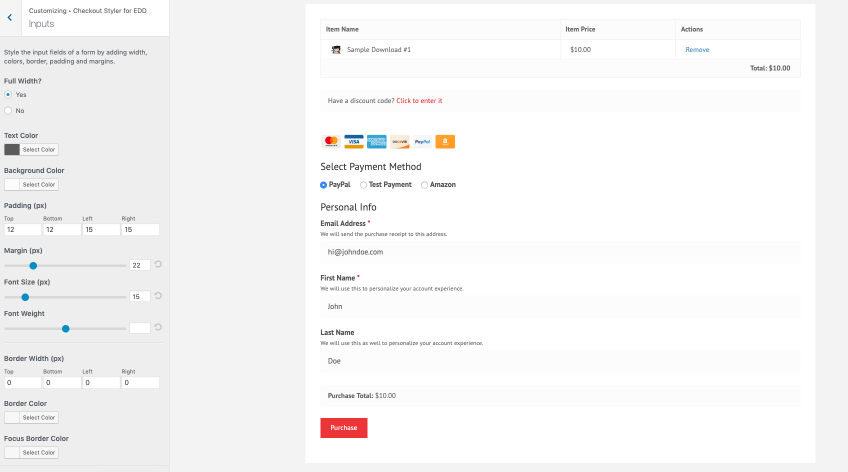 Customizing • Checkout Styler for EDD
Inputs
Style the input fields of a form by adding width,
colors, border, padding and margins.
Full Width?
Yes
No
Text Color
Select Color
Background Color
Select Color
Padding (px)
Top Bottom Left Right
12 12 15 15
Margin (px)
22
Font Size (px)
15
Font Weight
Border Width (px)
Top Bottom Left Right
0 0 0 0
Border Color
Select Color
Focus Border Color
Select Color
Item Name Item Price Actions
Sample Download #1 $10.00 Remove
Total: $10.00
Have a discount code? Click to enter it
VISA DISCOVER PayPal
Select Payment Method
PayPal Test Payment Amazon
Personal Info
Email Address *
We will send the purchase receipt to this address.
hi@johndoe.com
First Name *
We will use this to personalize your account experience.
John
Last Name
We will use this as well to personalize your account experience.
Doe
Purchase Total: $10.00
Purchase